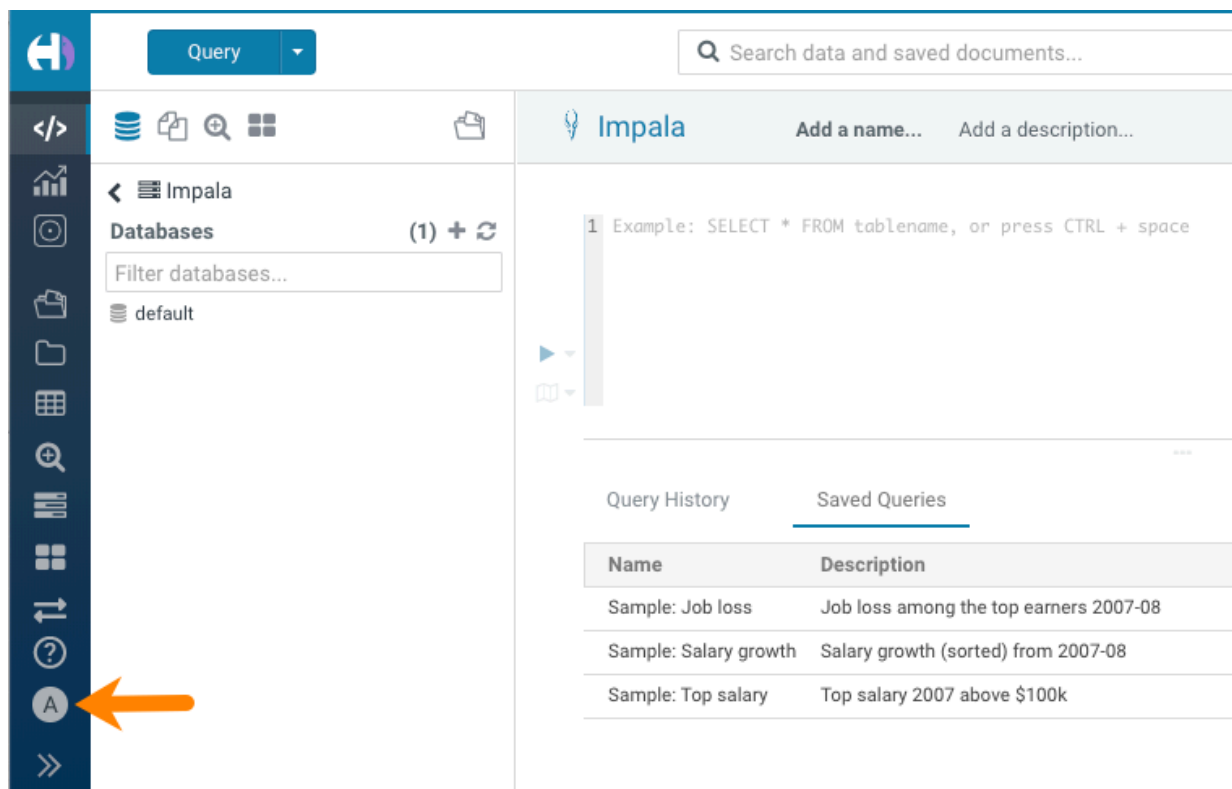 Query
Search data and saved documents...
Impala
Add a name...
Add a description...
Impala
Databases (1)
Filter databases...
default
1 Example: SELECT * FROM tablename, or press CTRL + space
Query History
Saved Queries
Name Description
Sample: Job loss Job loss among the top earners 2007-08
Sample: Salary growth Salary growth (sorted) from 2007-08
Sample: Top salary Top salary 2007 above $100k
A